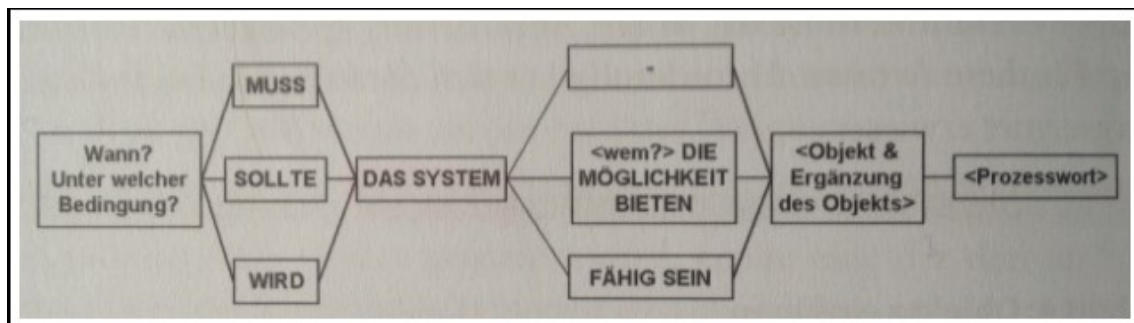 Wann?
Unter welcher
Bedingung?
MUSS
SOLLTE
WIRD
DAS SYSTEM
-
<wem?> DIE
MÖGLICHKEIT
BIETEN
FÄHIG SEIN
<Objekt &
Ergänzung
des Objekts>
<Prozesswort>